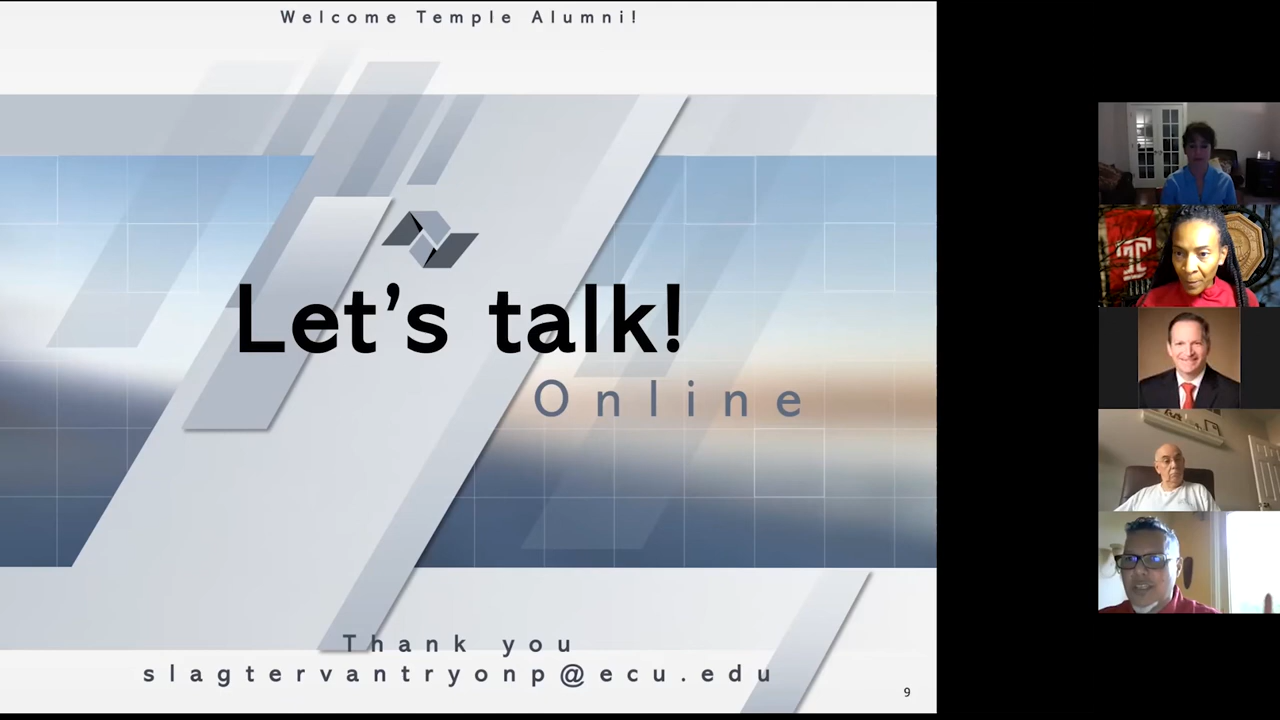 Welcome Temple Alumni!
Let's talk!
Online
Thank you
slagtervantryonp@ecu.edu
9
T